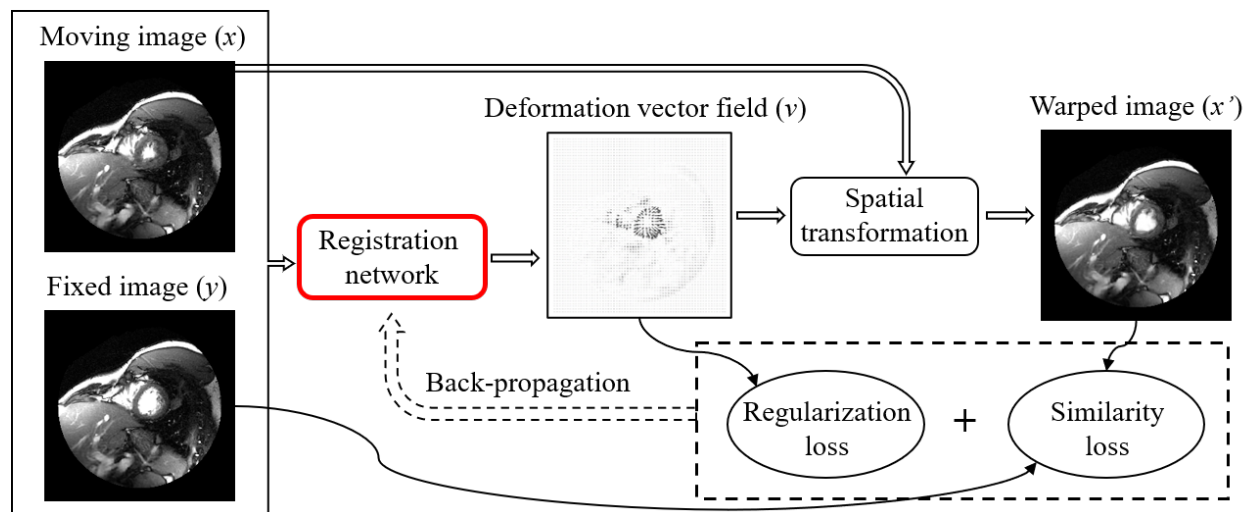 Moving image (x)
Deformation vector field (v)
Warped image (x’)
Spatial
transformation
Registration
network
Fixed image (y)
Back-propagation
Regularization
loss
+
Similarity
loss